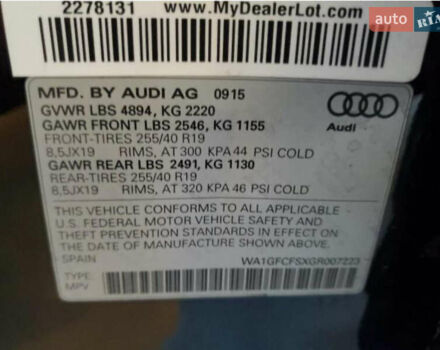 2278131 www.MyDealerLot.com
auto RIA
MFD. BY AUDI AG 0915
GVWR LBS 4894, KG 2220
GAWR FRONT LBS 2546, KG 1155
FRONT-TIRES 255/40 R19
8,5JX19 RIMS, AT 300 KPA 44 PSI COLD
GAWR REAR LBS 2491, KG 1130
REAR-TIRES 255/40 R19
8,5JX19 RIMS, AT 320 KPA 46 PSI COLD
Audi
THIS VEHICLE CONFORMS TO ALL APPLICABLE
U.S. FEDERAL MOTOR VEHICLE SAFETY AND
THEFT PREVENTION STANDARDS IN EFFECT ON THE
DATE OF MANUFACTURE SHOWN ABOVE.
SPAIN WA1GFCFSXGR007223
TYPE:
MPV